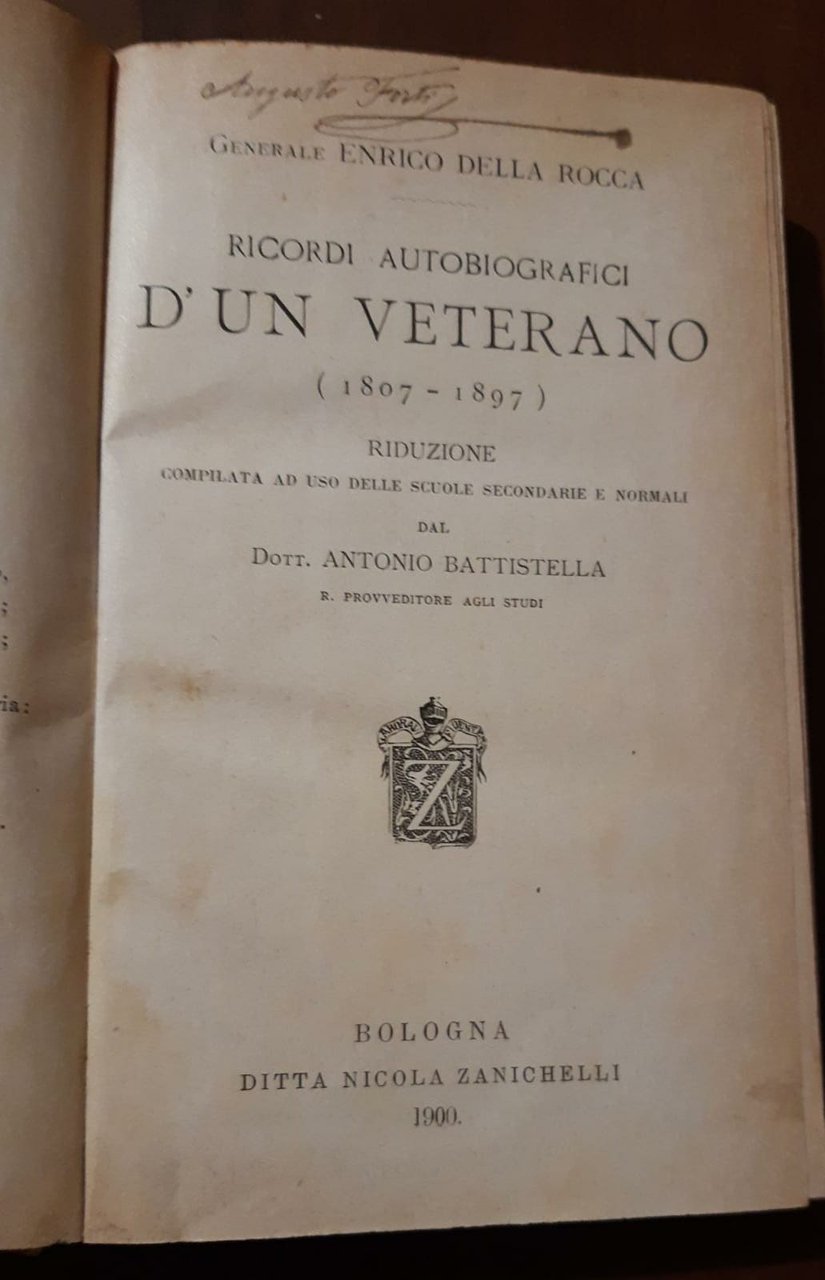 Augusto Forti
GENERALE ENRICO DELLA ROCCA
RICORDI AUTOBIOGRAFICI
D'UN VETERANO
(1807-1897)
RIDUZIONE
COMPILATA AD USO DELLE SCUOLE SECONDARIE E NORMALI
DAL
DOTT. ANTONIO BATTISTELLA
R. PROVVEDITORE AGLI STUDI
Z
BOLOGNA
DITTA NICOLA ZANICHELLI
1900.